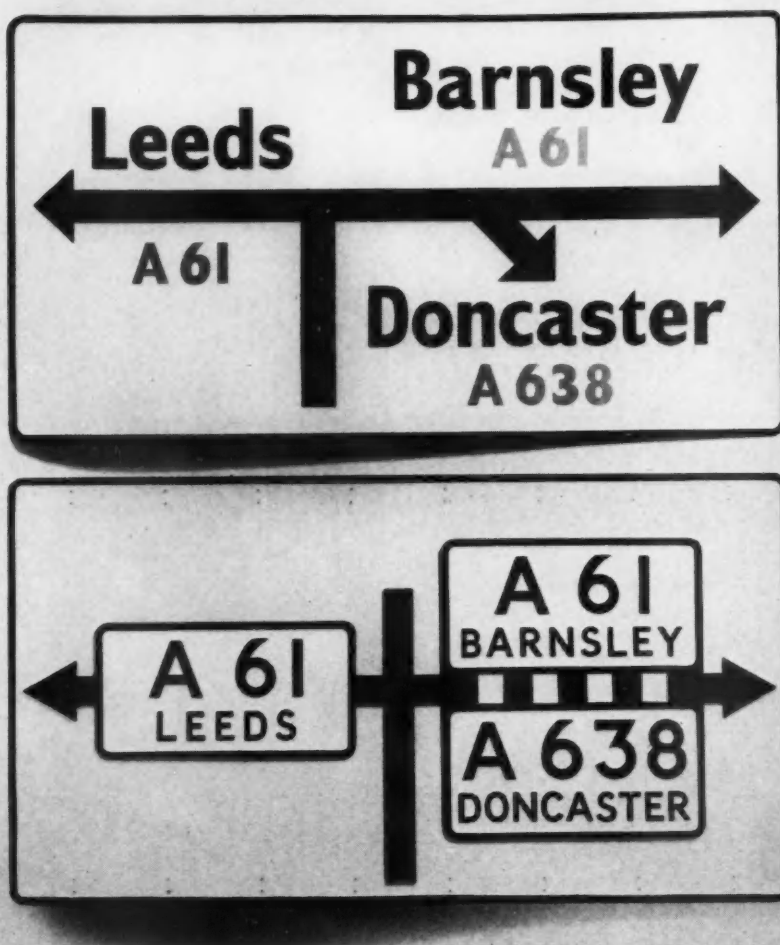 Leeds
A 61
Barnsley
A 61
Doncaster
A 638
A 61
LEEDS
A 61
BARNSLEY
A 638
DONCASTER